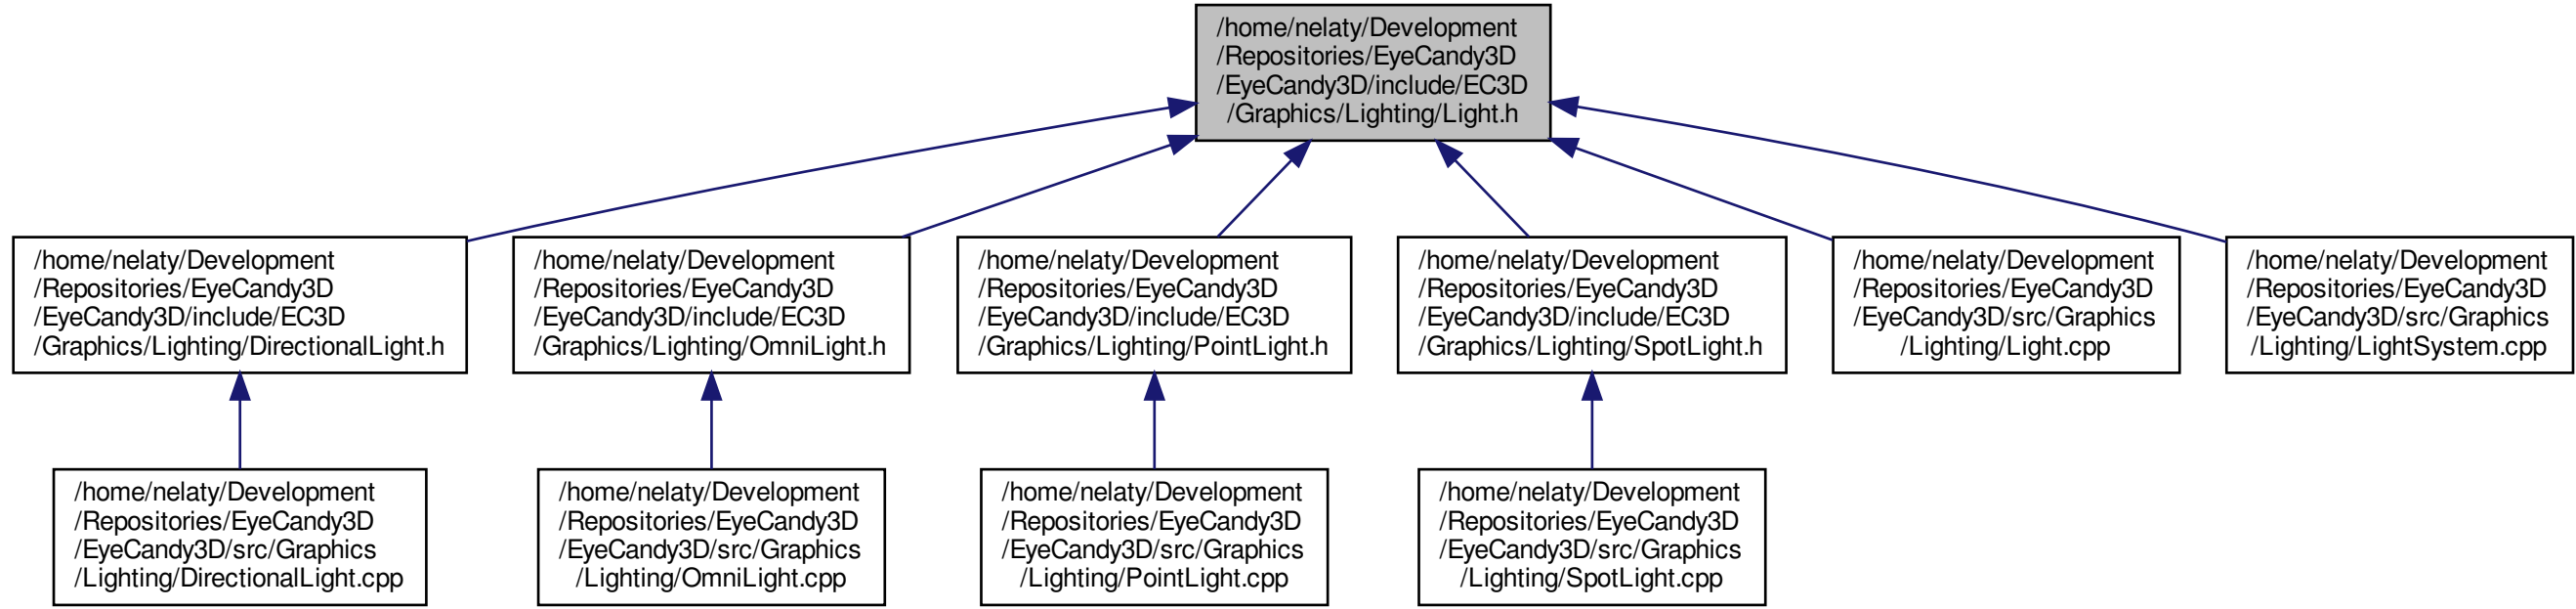 /home/nelaty/Development
/Repositories/EyeCandy3D
/EyeCandy3D/include/EC3D
/Graphics/Lighting/Light.h
/home/nelaty/Development
/Repositories/EyeCandy3D
/EyeCandy3D/include/EC3D
/Graphics/Lighting/DirectionalLight.h
/home/nelaty/Development
/Repositories/EyeCandy3D
/EyeCandy3D/include/EC3D
/Graphics/Lighting/OmniLight.h
/home/nelaty/Development
/Repositories/EyeCandy3D
/EyeCandy3D/include/EC3D
/Graphics/Lighting/PointLight.h
/home/nelaty/Development
/Repositories/EyeCandy3D
/EyeCandy3D/include/EC3D
/Graphics/Lighting/SpotLight.h
/home/nelaty/Development
/Repositories/EyeCandy3D
/EyeCandy3D/src/Graphics
/Lighting/Light.cpp
/home/nelaty/Development
/Repositories/EyeCandy3D
/EyeCandy3D/src/Graphics
/Lighting/LightSystem.cpp
/home/nelaty/Development
/Repositories/EyeCandy3D
/EyeCandy3D/src/Graphics
/Lighting/DirectionalLight.cpp
/home/nelaty/Development
/Repositories/EyeCandy3D
/EyeCandy3D/src/Graphics
/Lighting/OmniLight.cpp
/home/nelaty/Development
/Repositories/EyeCandy3D
/EyeCandy3D/src/Graphics
/Lighting/PointLight.cpp
/home/nelaty/Development
/Repositories/EyeCandy3D
/EyeCandy3D/src/Graphics
/Lighting/SpotLight.cpp